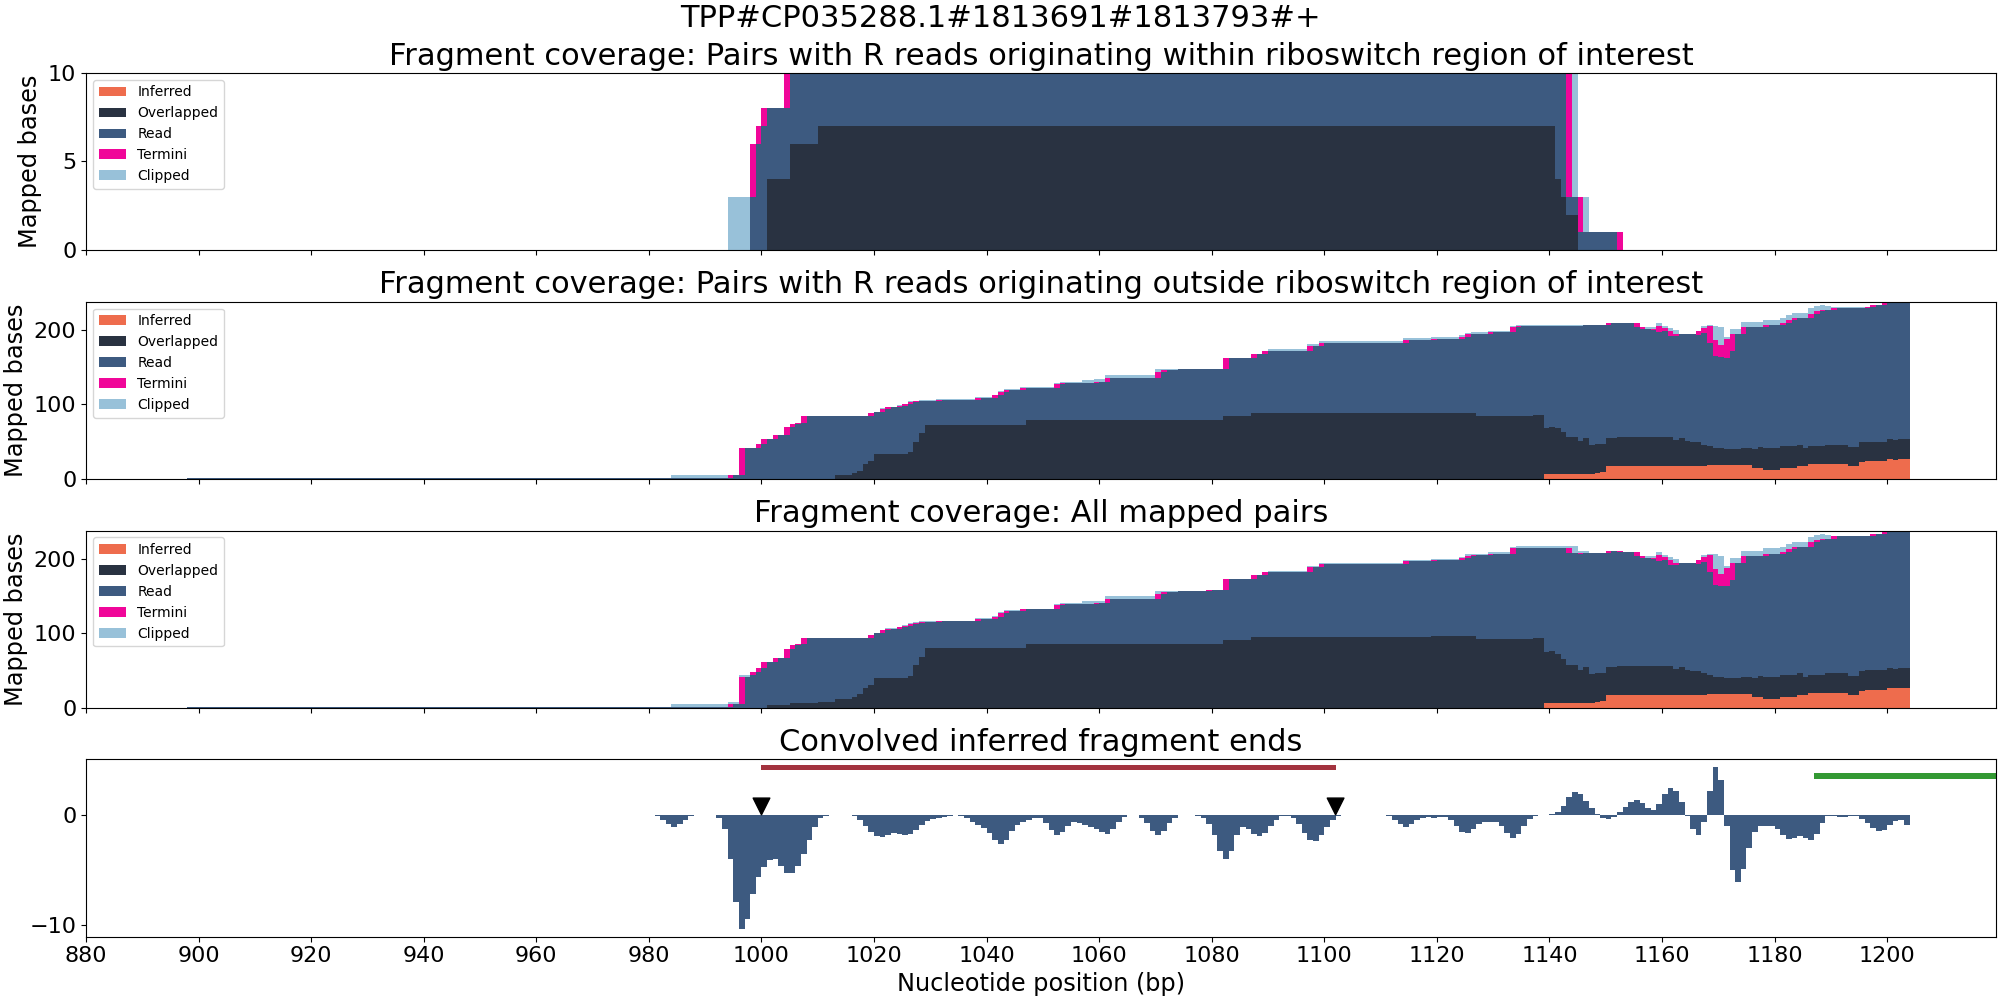 TPP#CP035288.1#1813691#1813793#+
Fragment coverage: Pairs with R reads originating within riboswitch region of interest
Mapped bases
10
5
0
Inferred
Overlapped
Read
Termini
Clipped
Fragment coverage: Pairs with R reads originating outside riboswitch region of interest
Mapped bases
200
100
0
Inferred
Overlapped
Read
Termini
Clipped
Fragment coverage: All mapped pairs
Mapped bases
200
100
0
Inferred
Overlapped
Read
Termini
Clipped
Convolved inferred fragment ends
0
−10
880 900 920 940 960 980 1000 1020 1040 1060 1080 1100 1120 1140 1160 1180 1200
Nucleotide position (bp)